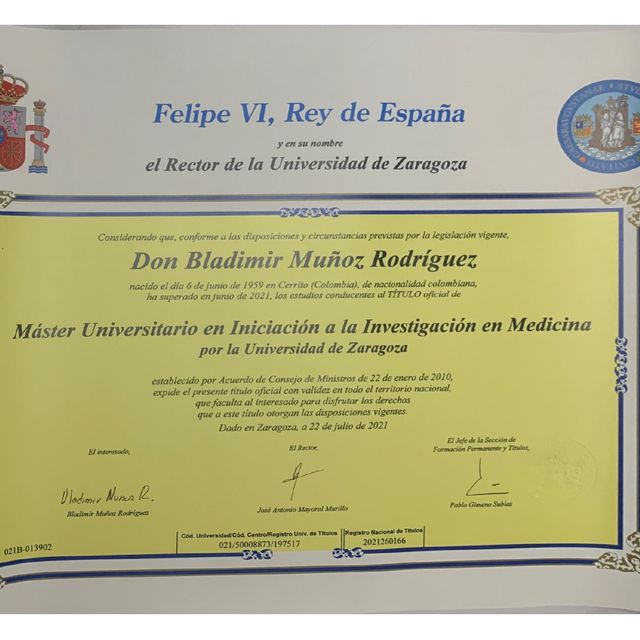 Felipe VI, Rey de España
y en su nombre
el Rector de la Universidad de Zaragoza
Considerando que, conforme a las disposiciones y circunstancias previstas por la legislación vigente,
Don Bladimir Muñoz Rodríguez
nacido el día 6 de junio de 1959 en Cerrito (Colombia), de nacionalidad colombiana,
ha superado en junio de 2021, los estudios conducentes al TÍTULO oficial de
Máster Universitario en Iniciación a la Investigación en Medicina
por la Universidad de Zaragoza
establecido por Acuerdo de Consejo de Ministros de 22 de enero de 2010,
expide el presente título oficial con validez en todo el territorio nacional,
que faculta al interesado para disfrutar los derechos
que a este título otorgan las disposiciones vigentes.
Dado en Zaragoza, a 22 de julio de 2021
El interesado,
El Rector,
El Jefe de la Sección de
Formación Permanente y Títulos,
Vladimir Munoz R.
Bladimir Muñoz Rodríguez
José Antonio Mayoral Murillo
Pablo Gimeno Subías
021B-013902
Cód. Universidad/Cód. Centro/Registro Univ. de Títulos
021/50008873/197517
Registro Nacional de Títulos
2021260166